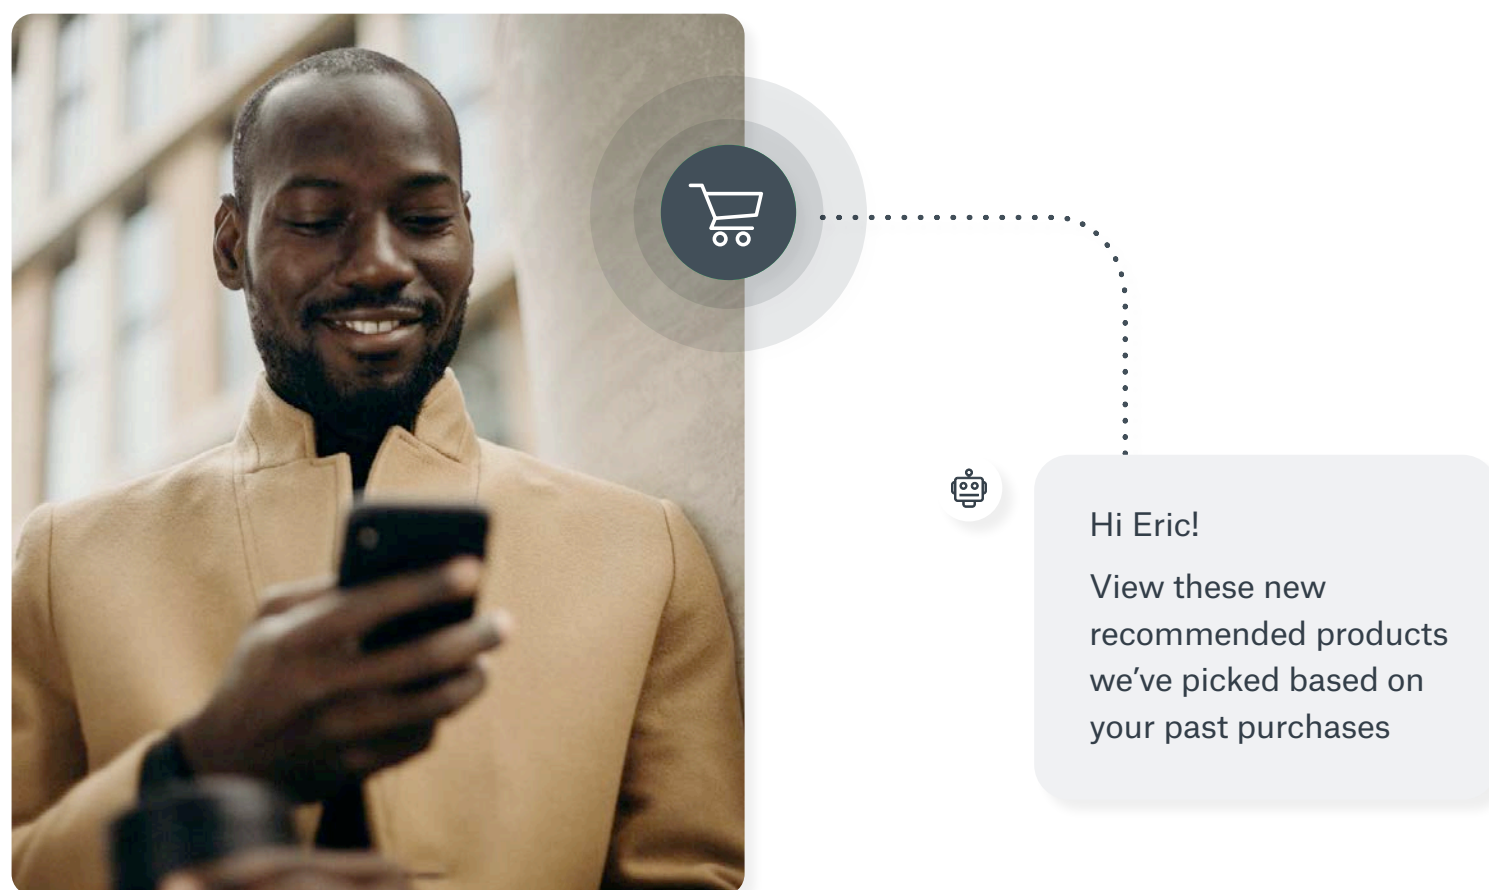 Hi Eric!
View these new
recommended products
we’ve picked based on
your past purchases